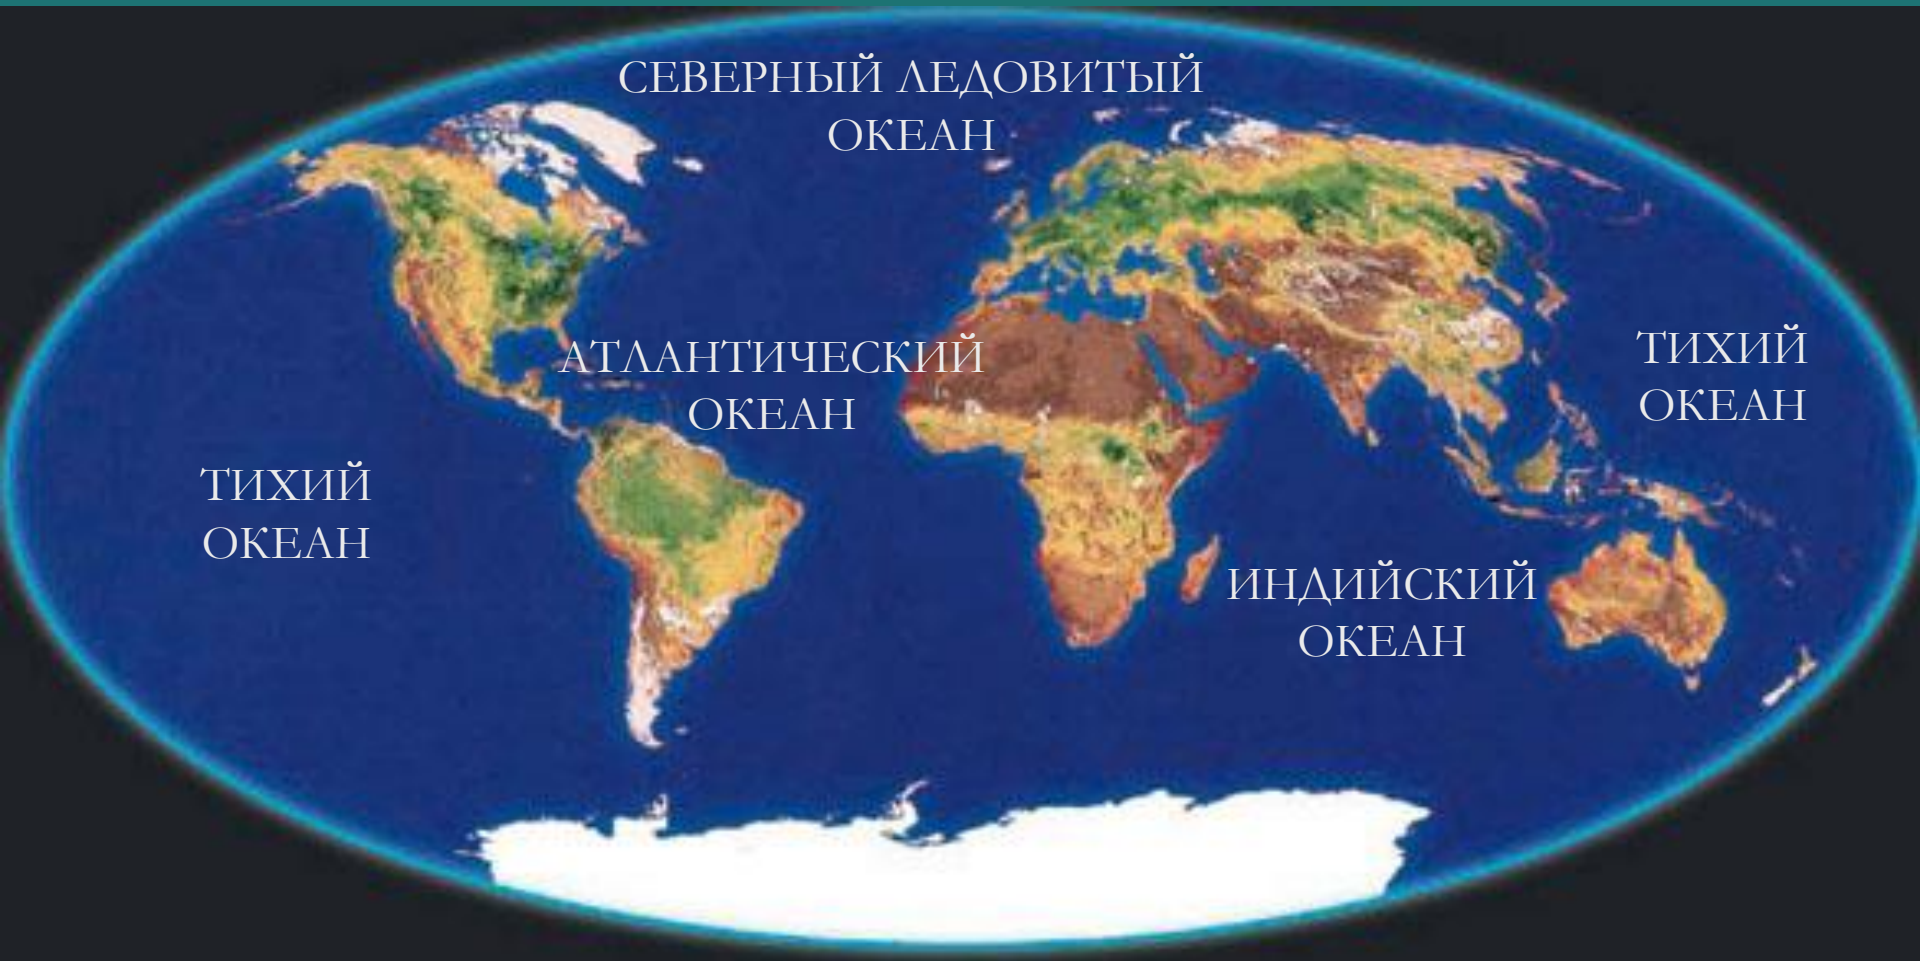 СЕВЕРНЫЙ ЛЕДОВИТЫЙ
ОКЕАН
АТЛАНТИЧЕСКИЙ
ОКЕАН
ТИХИЙ
ОКЕАН
ТИХИЙ
ОКЕАН
ИНДИЙСКИЙ
ОКЕАН